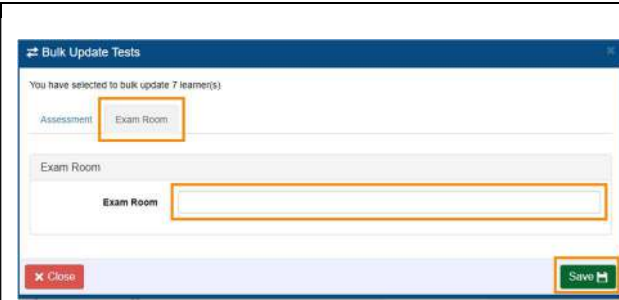 Bulk Update Tests
You have selected to bulk update 7 learner(s)
Assessment Exam Room
Exam Room
Exam Room
Close Save